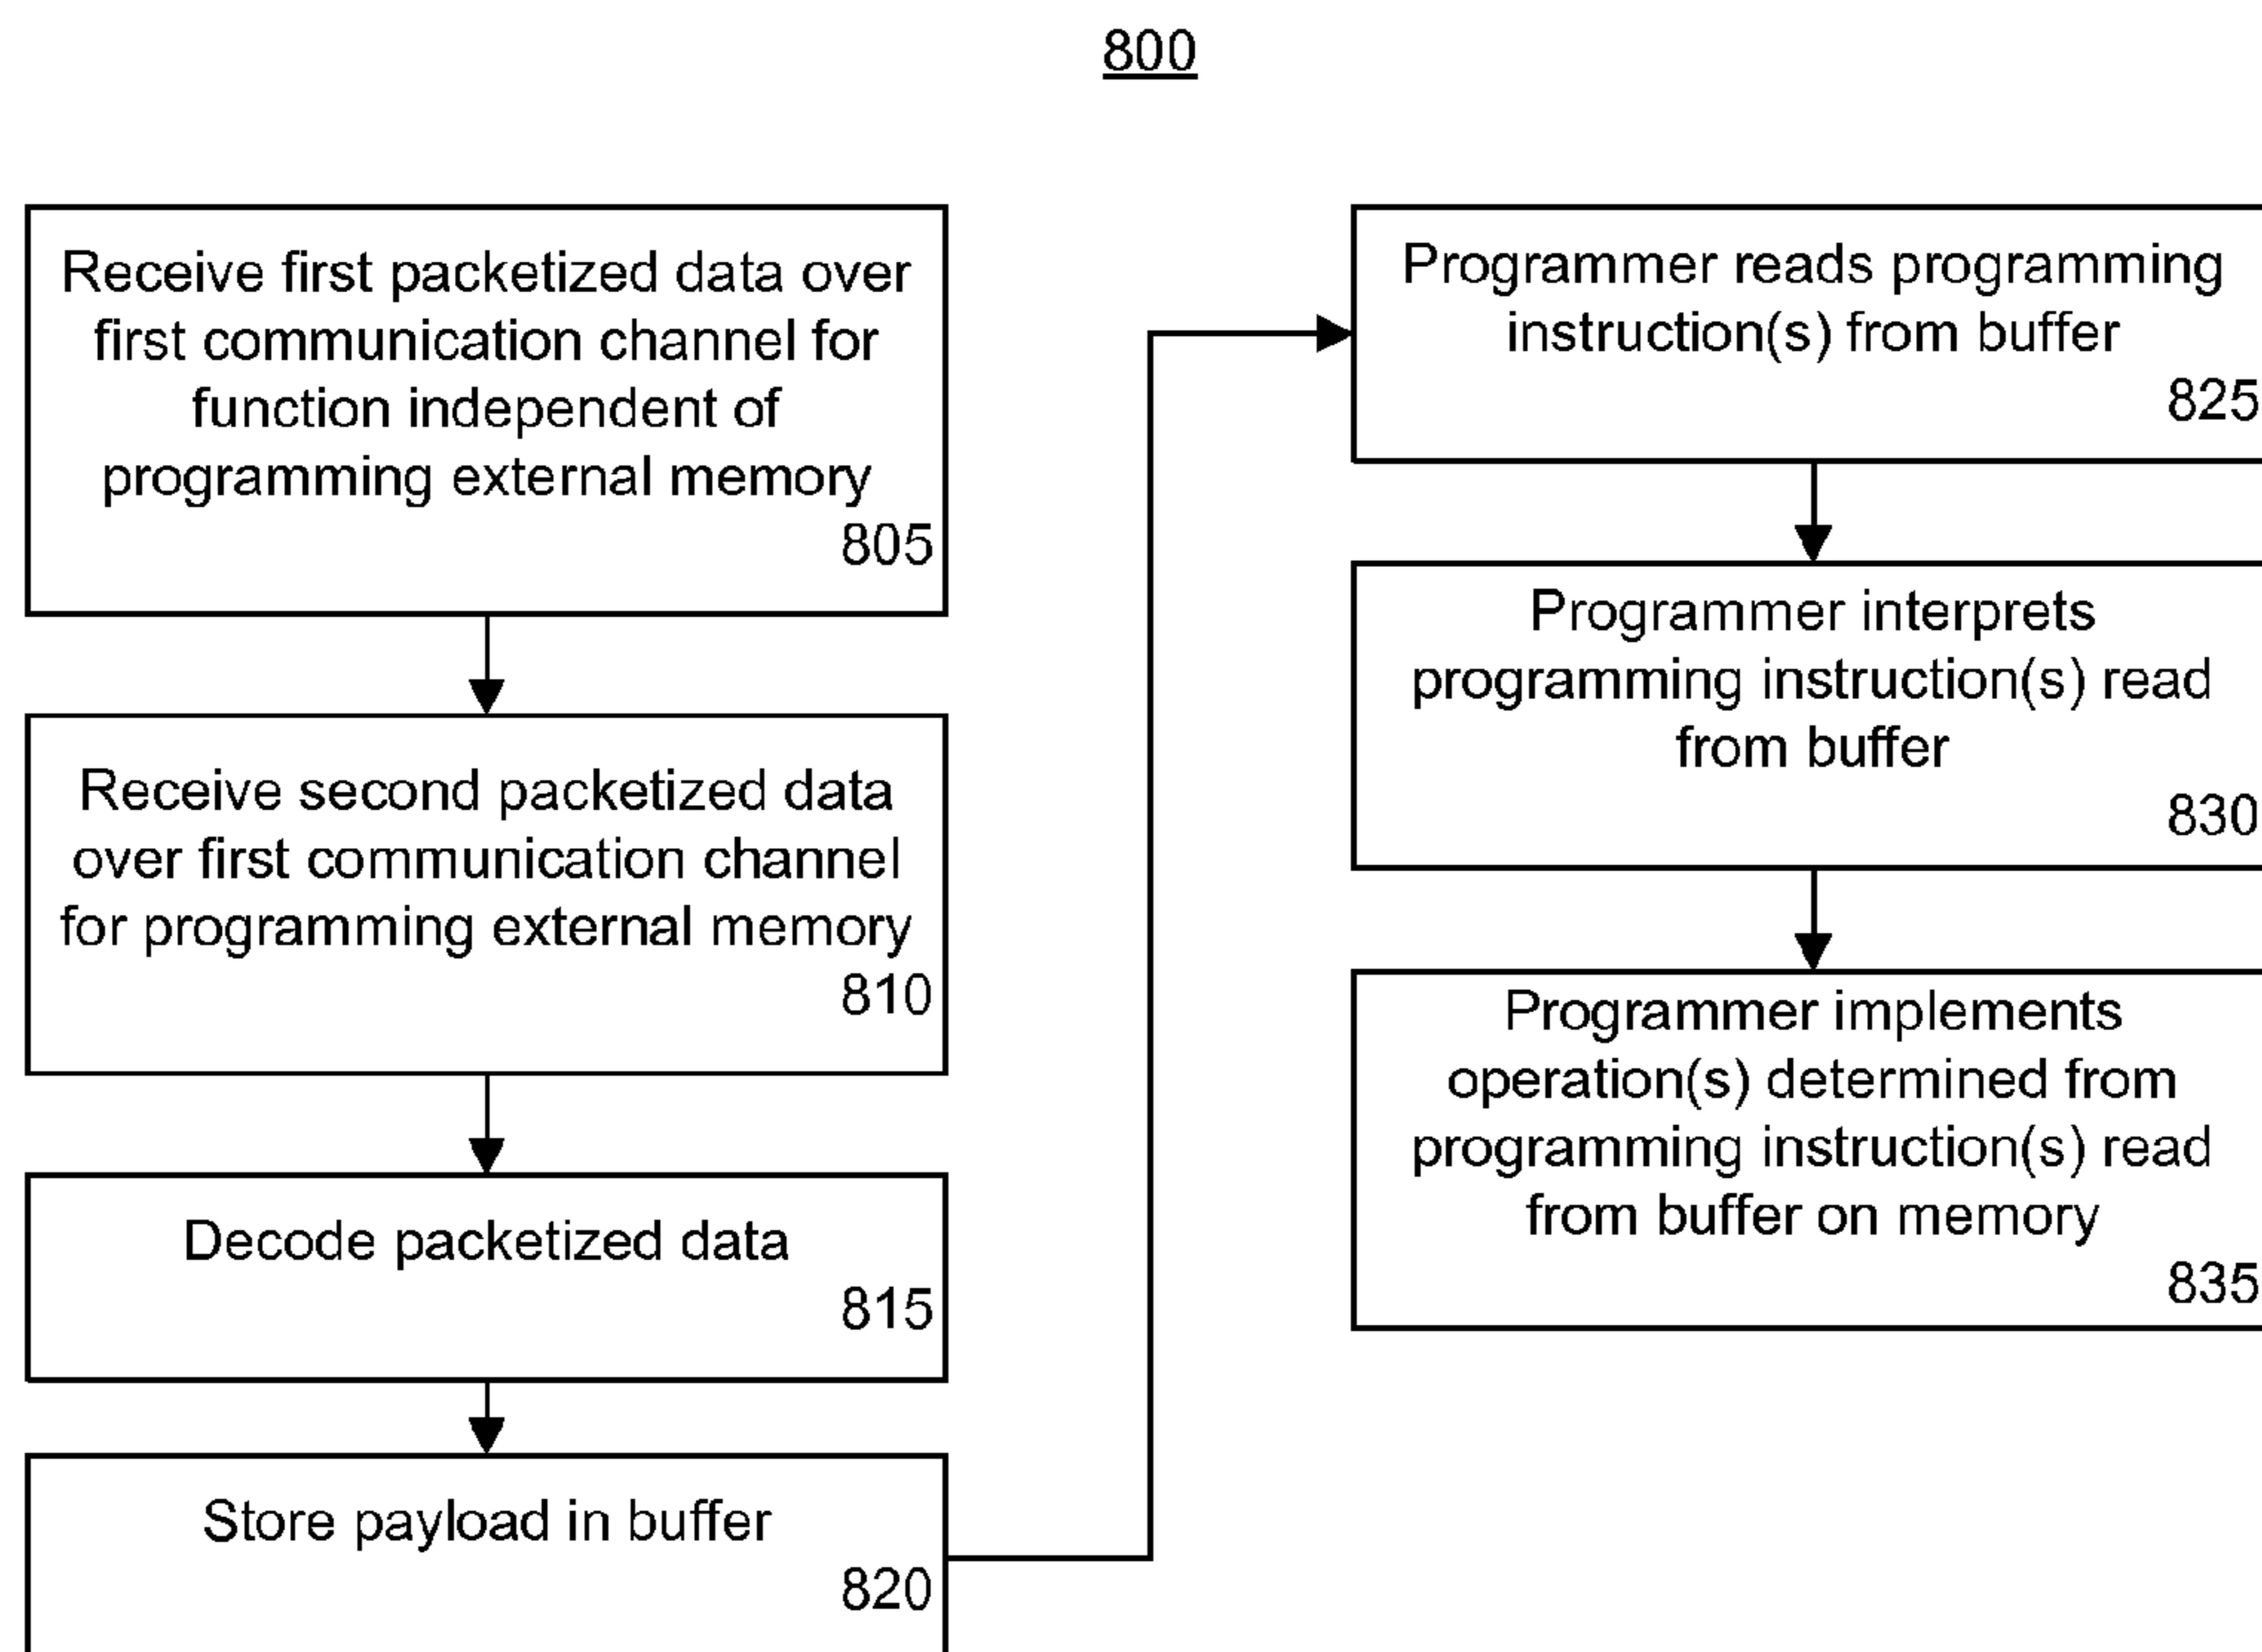 800
Receive first packetized data over
first communication channel for
function independent of
programming external memory
805
Receive second packetized data
over first communication channel
for programming external memory
810
Decode packetized data
815
Store payload in buffer
820
Programmer reads programming
instruction(s) from buffer
825
Programmer interprets
programming instruction(s) read
from buffer
830
Programmer implements
operation(s) determined from
programming instruction(s) read
from buffer on memory
835